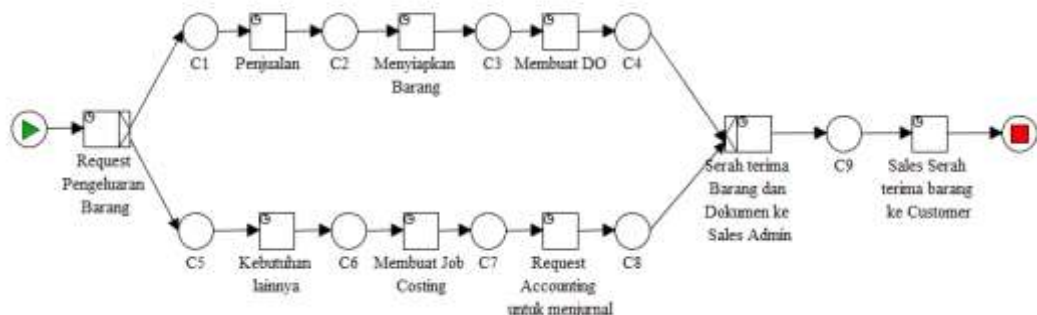 C1
Penjualan
C2
Menyiapkan
Barang
C3
Membuat DO
C4
Request
Pengeluaran
Barang
Serah terima
Barang dan
Dokumen ke
Sales Admin
C9
Sales Serah
terima barang
ke Customer
C5
Kebutuhan
lainnya
C6
Membuat Job
Costing
C7
Request
Accounting
untuk menjurnal
C8